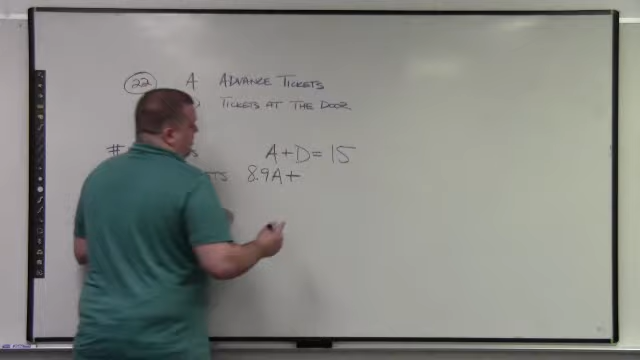 22 A ADVANCE TICKETS
TICKETS AT THE DOOR
# A+D=15
8.9A+